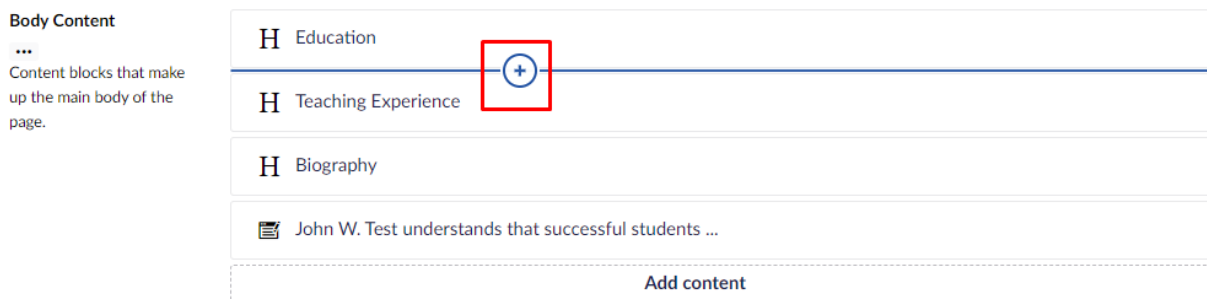 Body Content
...
Content blocks that make
up the main body of the
page.
H Education
+
H Teaching Experience
H Biography
John W. Test understands that successful students ...
Add content